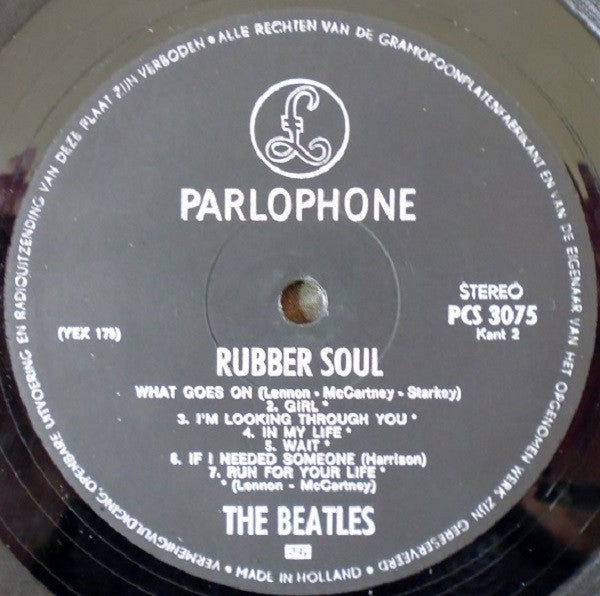 ALLE RECHTEN VAN DE GRAMOFOONPLATENFABRIKANT EN VAN DE EIGENAAR VAN HET OPGENOMEN WERK ZIJN GERESERVEERD • MADE IN HOLLAND • VERMENIGVULDIGING, OPENBARE UITVOERING EN RADIOUITZENDING VAN DEZE PLAAT ZIJN VERBODEN •
£
PARLOPHONE
STEREO
PCS 3075
Kant 2
(YEX 179)
RUBBER SOUL
WHAT GOES ON (Lennon - McCartney - Starkey)
2. GIRL *
3. I'M LOOKING THROUGH YOU *
4. IN MY LIFE *
5. WAIT *
6. IF I NEEDED SOMEONE (Harrison)
7. RUN FOR YOUR LIFE *
* (Lennon - McCartney)
THE BEATLES